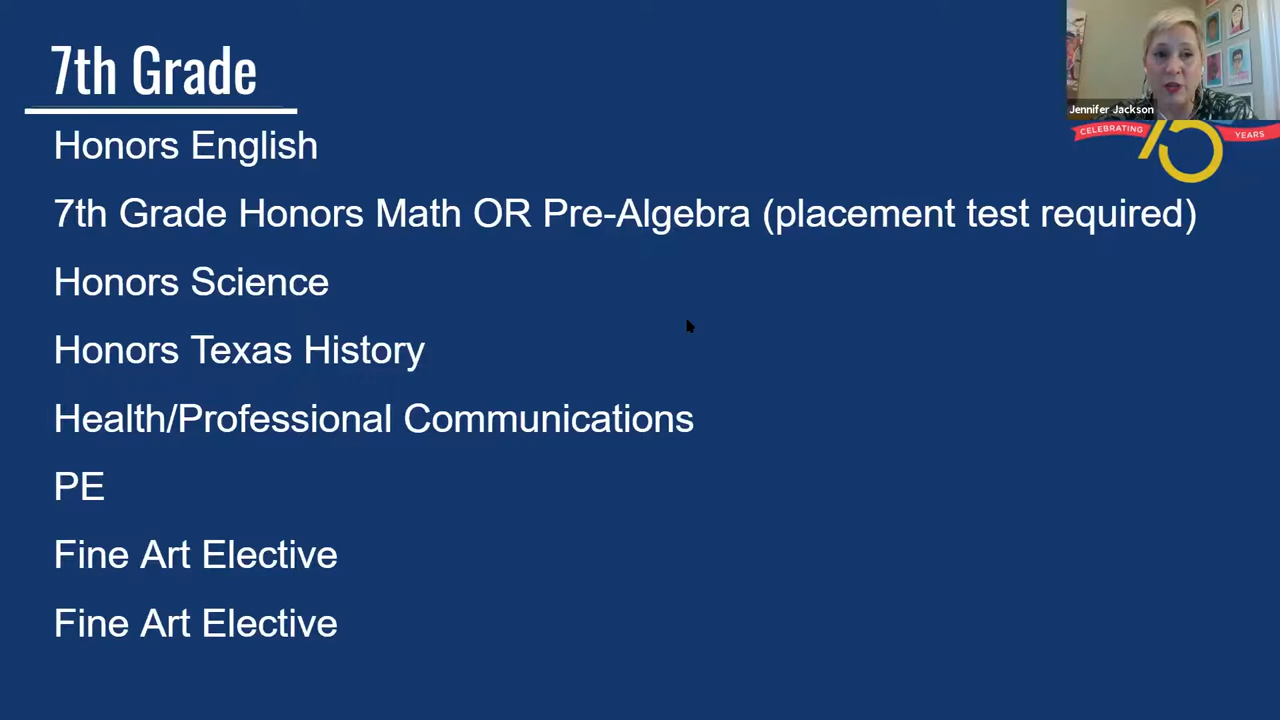 7th Grade
Jennifer Jackson
CELEBRATING 70 YEARS
Honors English
7th Grade Honors Math OR Pre-Algebra (placement test required)
Honors Science
Honors Texas History
Health/Professional Communications
PE
Fine Art Elective
Fine Art Elective